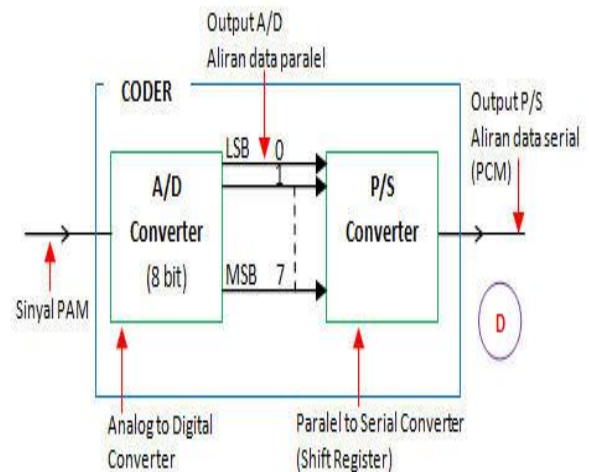 Output A/D
Aliran data paralel
CODER
Output P/S
Aliran data serial
(PCM)
LSB 0
1
A/D
Converter
(8 bit)
P/S
Converter
MSB 7
Sinyal PAM
D
Analog to Digital
Converter
Paralel to Serial Converter
(Shift Register)